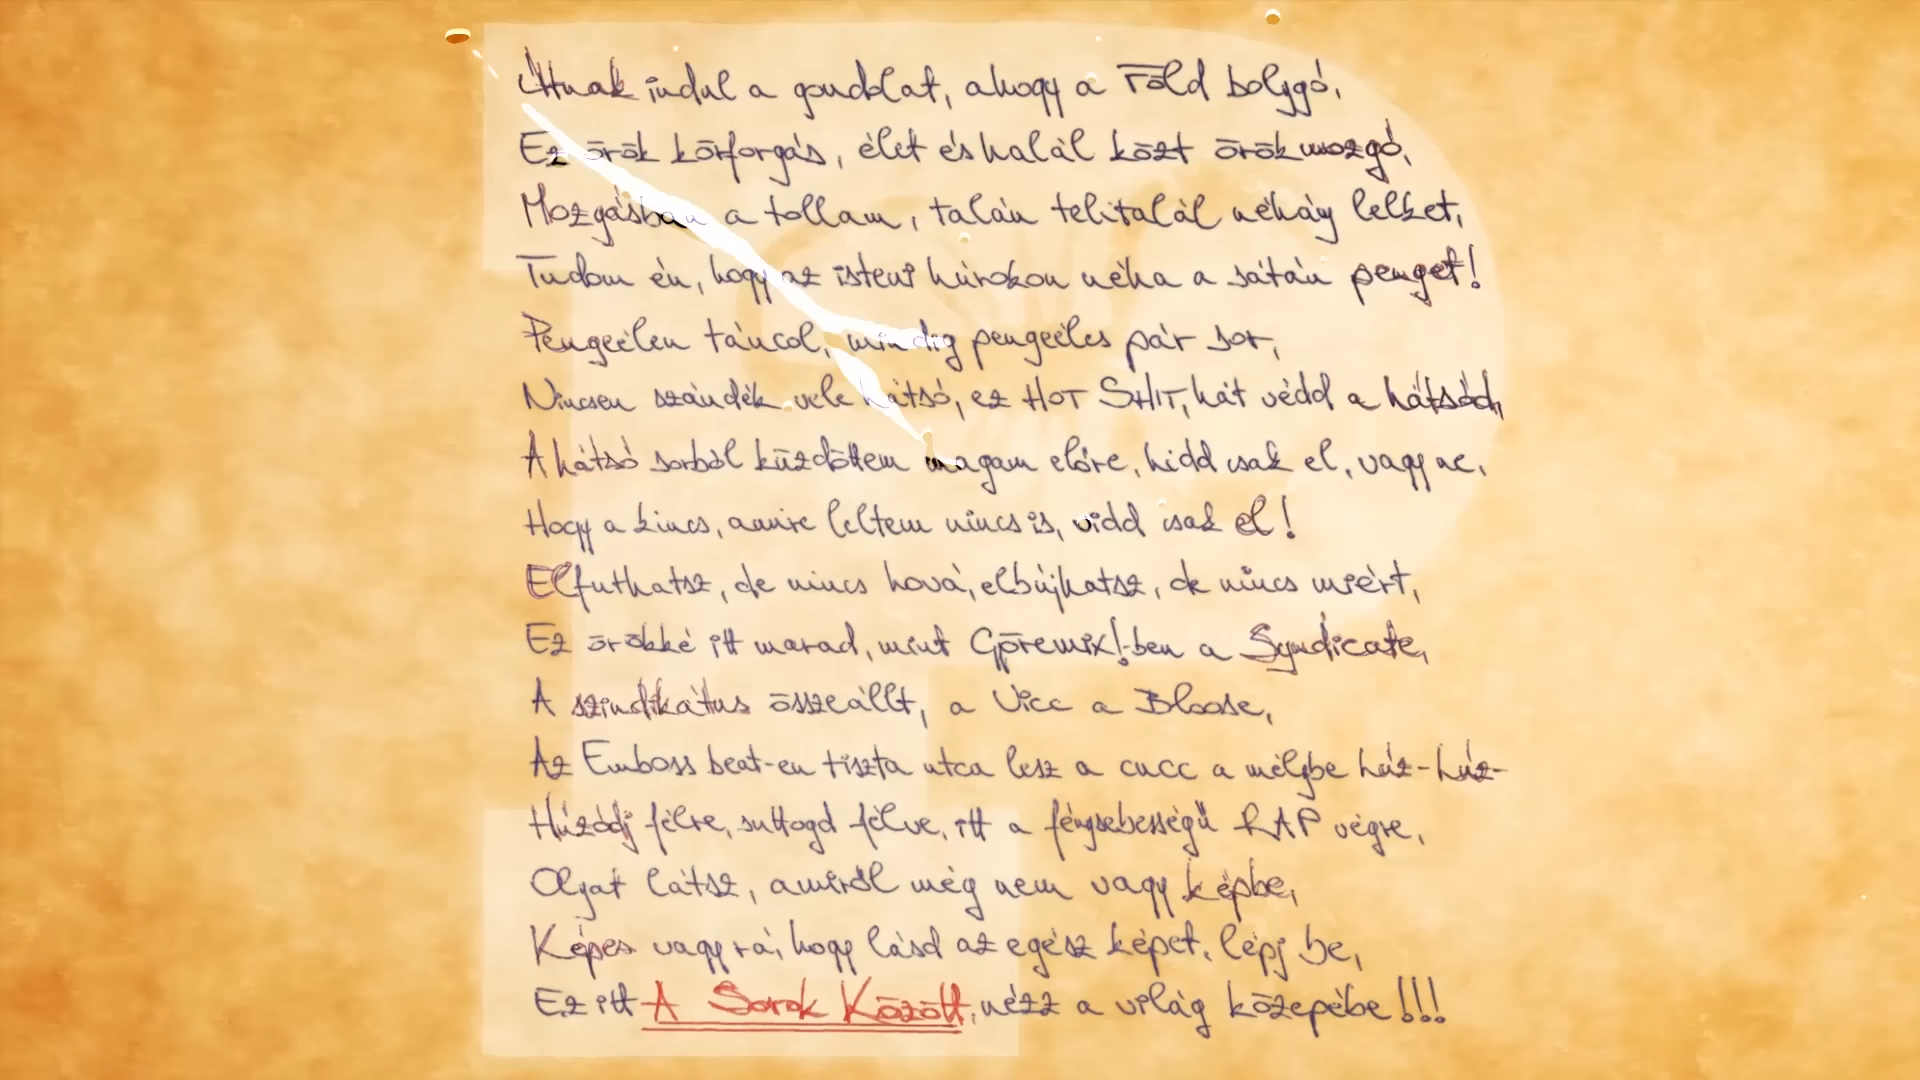 Útnak indul a gondolat, ahogy a Föld bolygó,
Ez örök körforgás, élet és halál közt örökmozgó,
Mozgásban a tollam, talán telitalál néhány lelket,
Tudom én, hogy az isteni húrokon néha a sátán penget!
Pengeélen táncol, mindig pengeéles pár sor,
Nincsen szándék vele hátsó, ez HOT SHIT, hát védd a hátsód,
A hátsó sorból küzdöttem magam előre, hidd csak el, vagy ne,
Hogy a kincs, amire leltem nincs is, vidd csak el!
Elfuthatsz, de nincs hová, elbújhatsz, de nincs miért,
Ez örökké itt marad, mint Gőremix!-ben a Syndicate,
A szindikátus összeállt, a Vicc a Bloose,
Az Emboss beat-en tiszta utca lesz a cucc a mélybe húz-húz-
Húzódj félre, suttogd félve, itt a fénysebességű RAP végre,
Olyat látsz, amiről még nem vagy képbe,
Képes vagy rá, hogy lásd az egész képet, lépj be,
Ez itt A Sorok Között, nézz a világ közepébe!!!